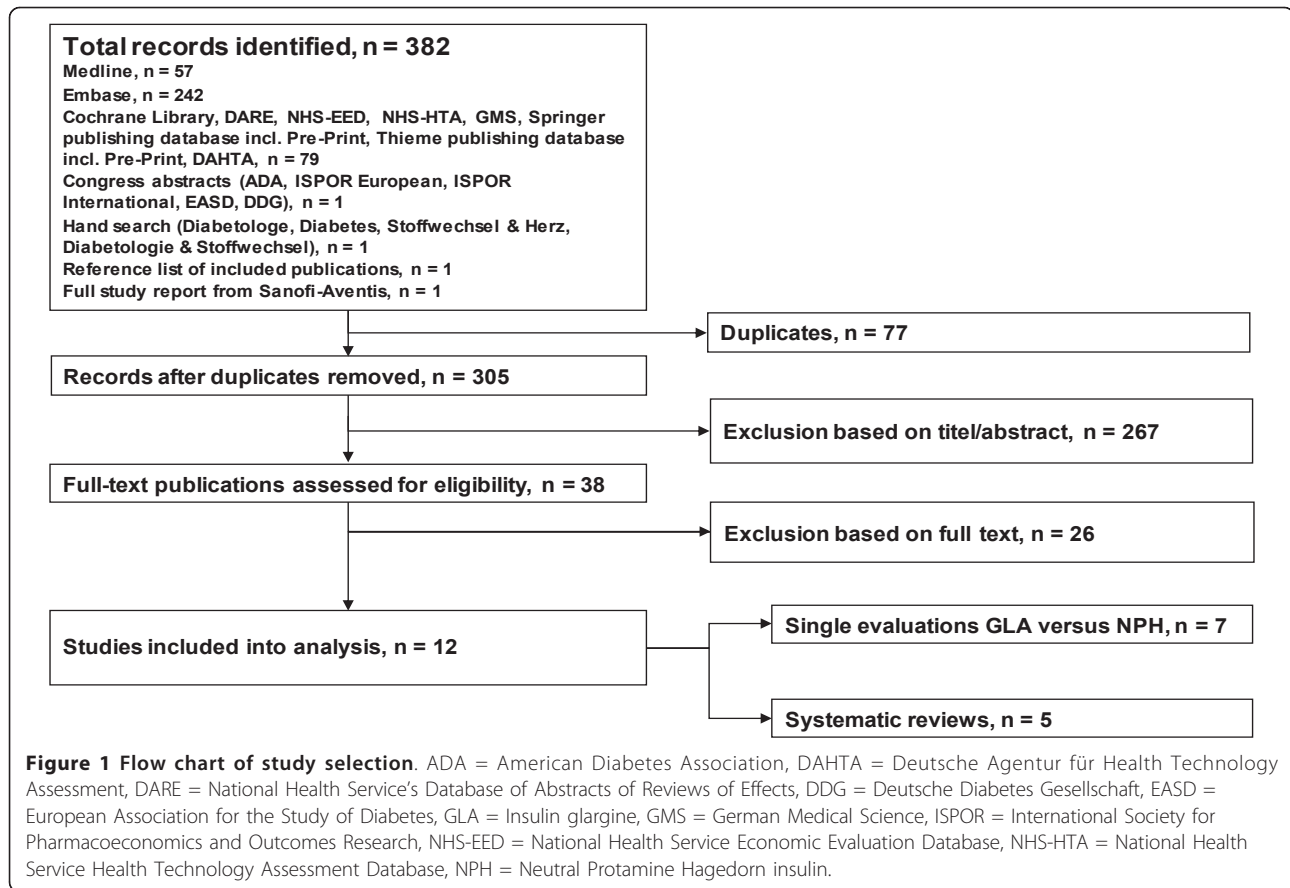 Total records identified, n = 382
Medline, n = 57
Embase, n = 242
Cochrane Library, DARE, NHS-EED, NHS-HTA, GMS, Springer
publishing database incl. Pre-Print, Thieme publishing database
incl. Pre-Print, DAHTA, n = 79
Congress abstracts (ADA, ISPOR European, ISPOR
International, EASD, DDG), n = 1
Hand search (Diabetologe, Diabetes, Stoffwechsel & Herz,
Diabetologie & Stoffwechsel), n = 1
Reference list of included publications, n = 1
Full study report from Sanofi-Aventis, n = 1
Duplicates, n = 77
Records after duplicates removed, n = 305
Exclusion based on titel/abstract, n = 267
Full-text publications assessed for eligibility, n = 38
Exclusion based on full text, n = 26
Studies included into analysis, n = 12
Single evaluations GLA versus NPH, n = 7
Systematic reviews, n = 5
Figure 1 Flow chart of study selection. ADA = American Diabetes Association, DAHTA = Deutsche Agentur für Health Technology
Assessment, DARE = National Health Service's Database of Abstracts of Reviews of Effects, DDG = Deutsche Diabetes Gesellschaft, EASD =
European Association for the Study of Diabetes, GLA = Insulin glargine, GMS = German Medical Science, ISPOR = International Society for
Pharmacoeconomics and Outcomes Research, NHS-EED = National Health Service Economic Evaluation Database, NHS-HTA = National Health
Service Health Technology Assessment Database, NPH = Neutral Protamine Hagedorn insulin.